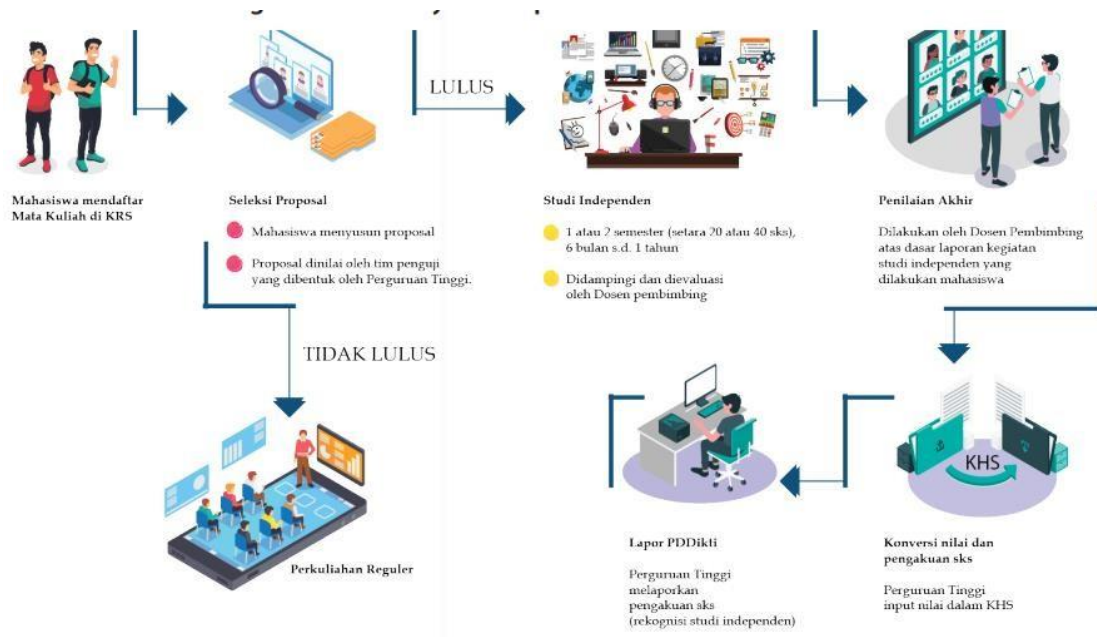 Mahasiswa mendaftar
Mata Kuliah di KRS
Seleksi Proposal
Mahasiswa menyusun proposal
Proposal dinilai oleh tim penguji
yang dibentuk oleh Perguruan Tinggi.
LULUS
Studi Independen
1 atau 2 semester (setara 20 atau 40 sks),
6 bulan s.d. 1 tahun
Didampingi dan dievaluasi
oleh Dosen pembimbing
Penilaian Akhir
Dilakukan oleh Dosen Pembimbing
atas dasar laporan kegiatan
studi independen yang
dilakukan mahasiswa
TIDAK LULUS
Perkuliahan Reguler
KHS
Konversi nilai dan
pengakuan sks
Perguruan Tinggi
input nilai dalam KHS
Lapor PDDikti
Perguruan Tinggi
melaporkan
pengakuan sks
(rekognisi studi independen)